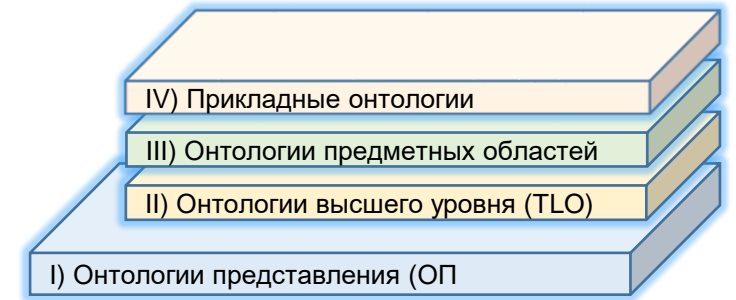 IV) Прикладные онтологии
III) Онтологии предметных областей
II) Онтологии высшего уровня (TLO)
I) Онтологии представления (ОП